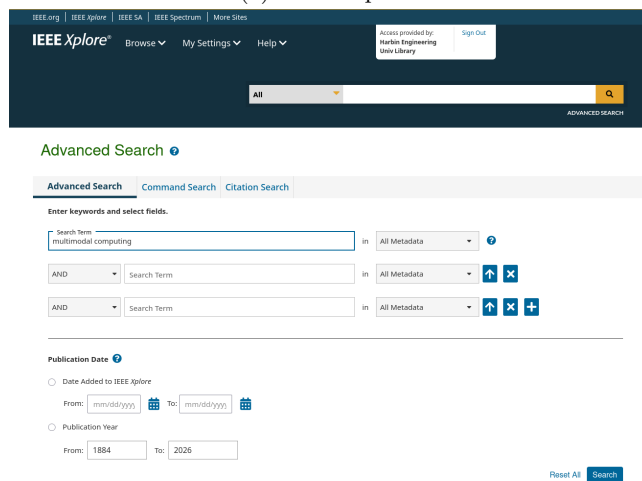 IEEE.org IEEE Xplore IEEE SA IEEE Spectrum More Sites
IEEE Xplore® Browse My Settings Help
Access provided by:
Harbin Engineering
Univ Library
Sign Out
All
ADVANCED SEARCH
Advanced Search
Advanced Search Command Search Citation Search
Enter keywords and select fields.
Search Term
multimodal computing in All Metadata
AND Search Term in All Metadata
AND Search Term in All Metadata
Publication Date
Date Added to IEEE Xplore
From: mm/dd/yyyy To: mm/dd/yyyy
Publication Year
From: 1884 To: 2026
Reset All Search